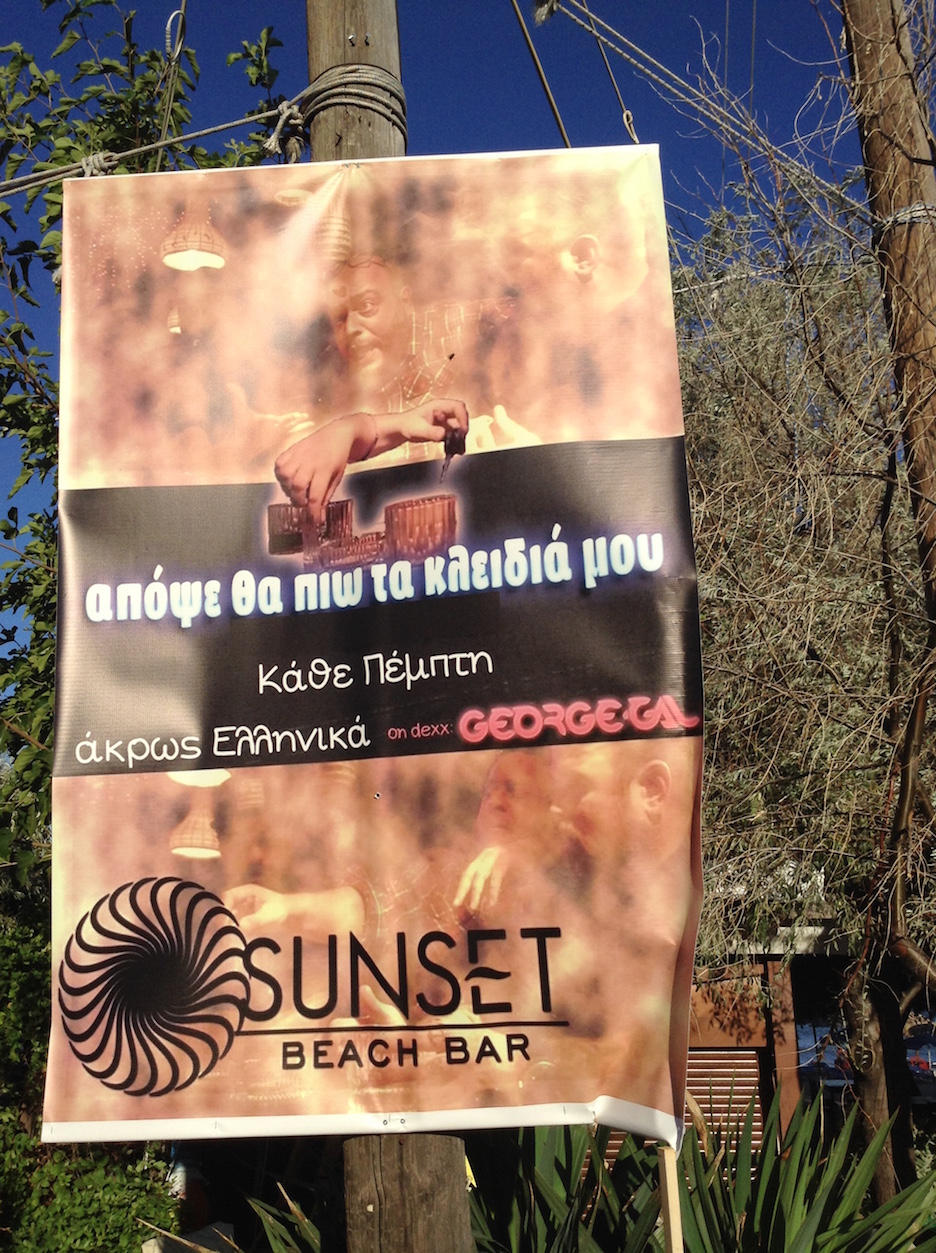 απόψε θα πιω τα κλειδιά μου
Κάθε Πέμπτη
άκρως Ελληνικά on dexx: GEORGE·GAL
SUNSET
BEACH BAR